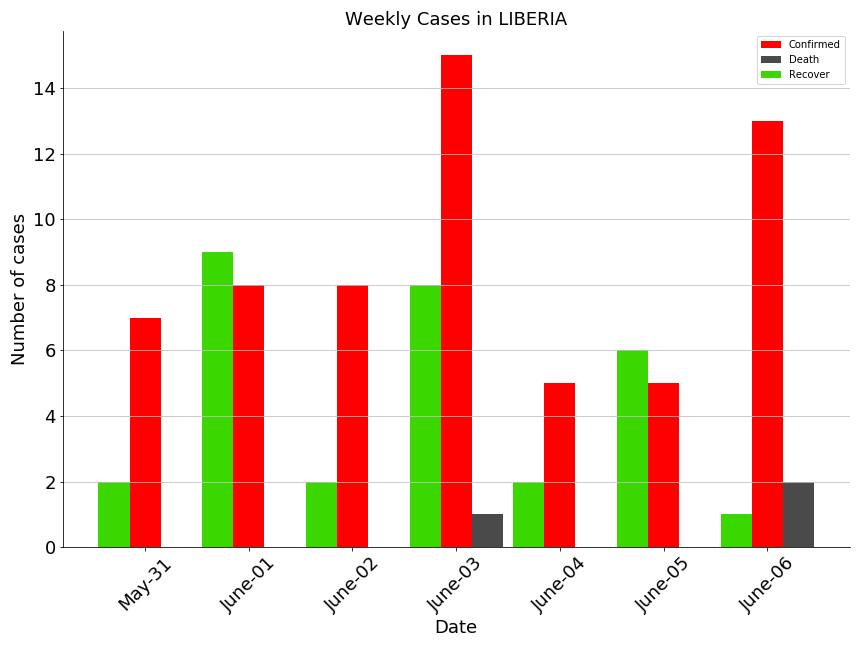 Weekly Cases in LIBERIA
Confirmed
Death
Recover
Number of cases
14
12
10
8
6
4
2
0
May-31
June-01
June-02
June-03
June-04
June-05
June-06
Date